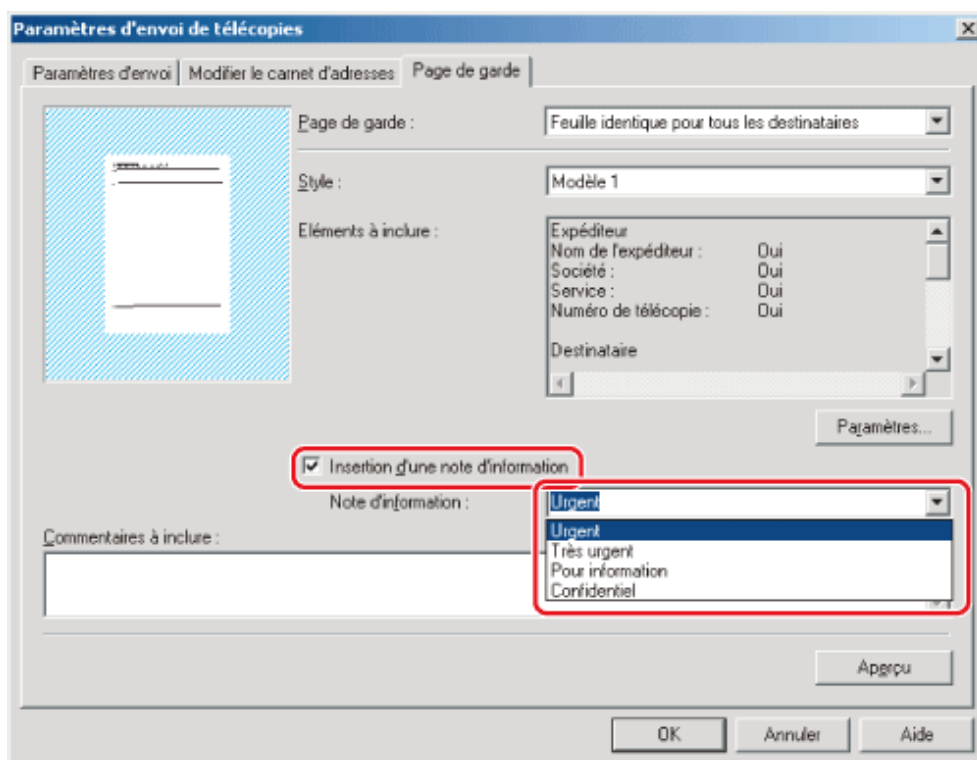 Paramètres d'envoi de télécopies
Paramètres d'envoi Modifier le carnet d'adresses Page de garde
Page de garde : Feuille identique pour tous les destinataires
Style : Modèle 1
Eléments à inclure : Expéditeur
Nom de l'expéditeur : Oui
Société : Oui
Service : Oui
Numéro de télécopie : Oui
Destinataire
Paramètres...
Insertion d'une note d'information
Note d'information : Urgent
Urgent
Très urgent
Pour information
Confidentiel
Commentaires à inclure :
Aperçu
OK Annuler Aide